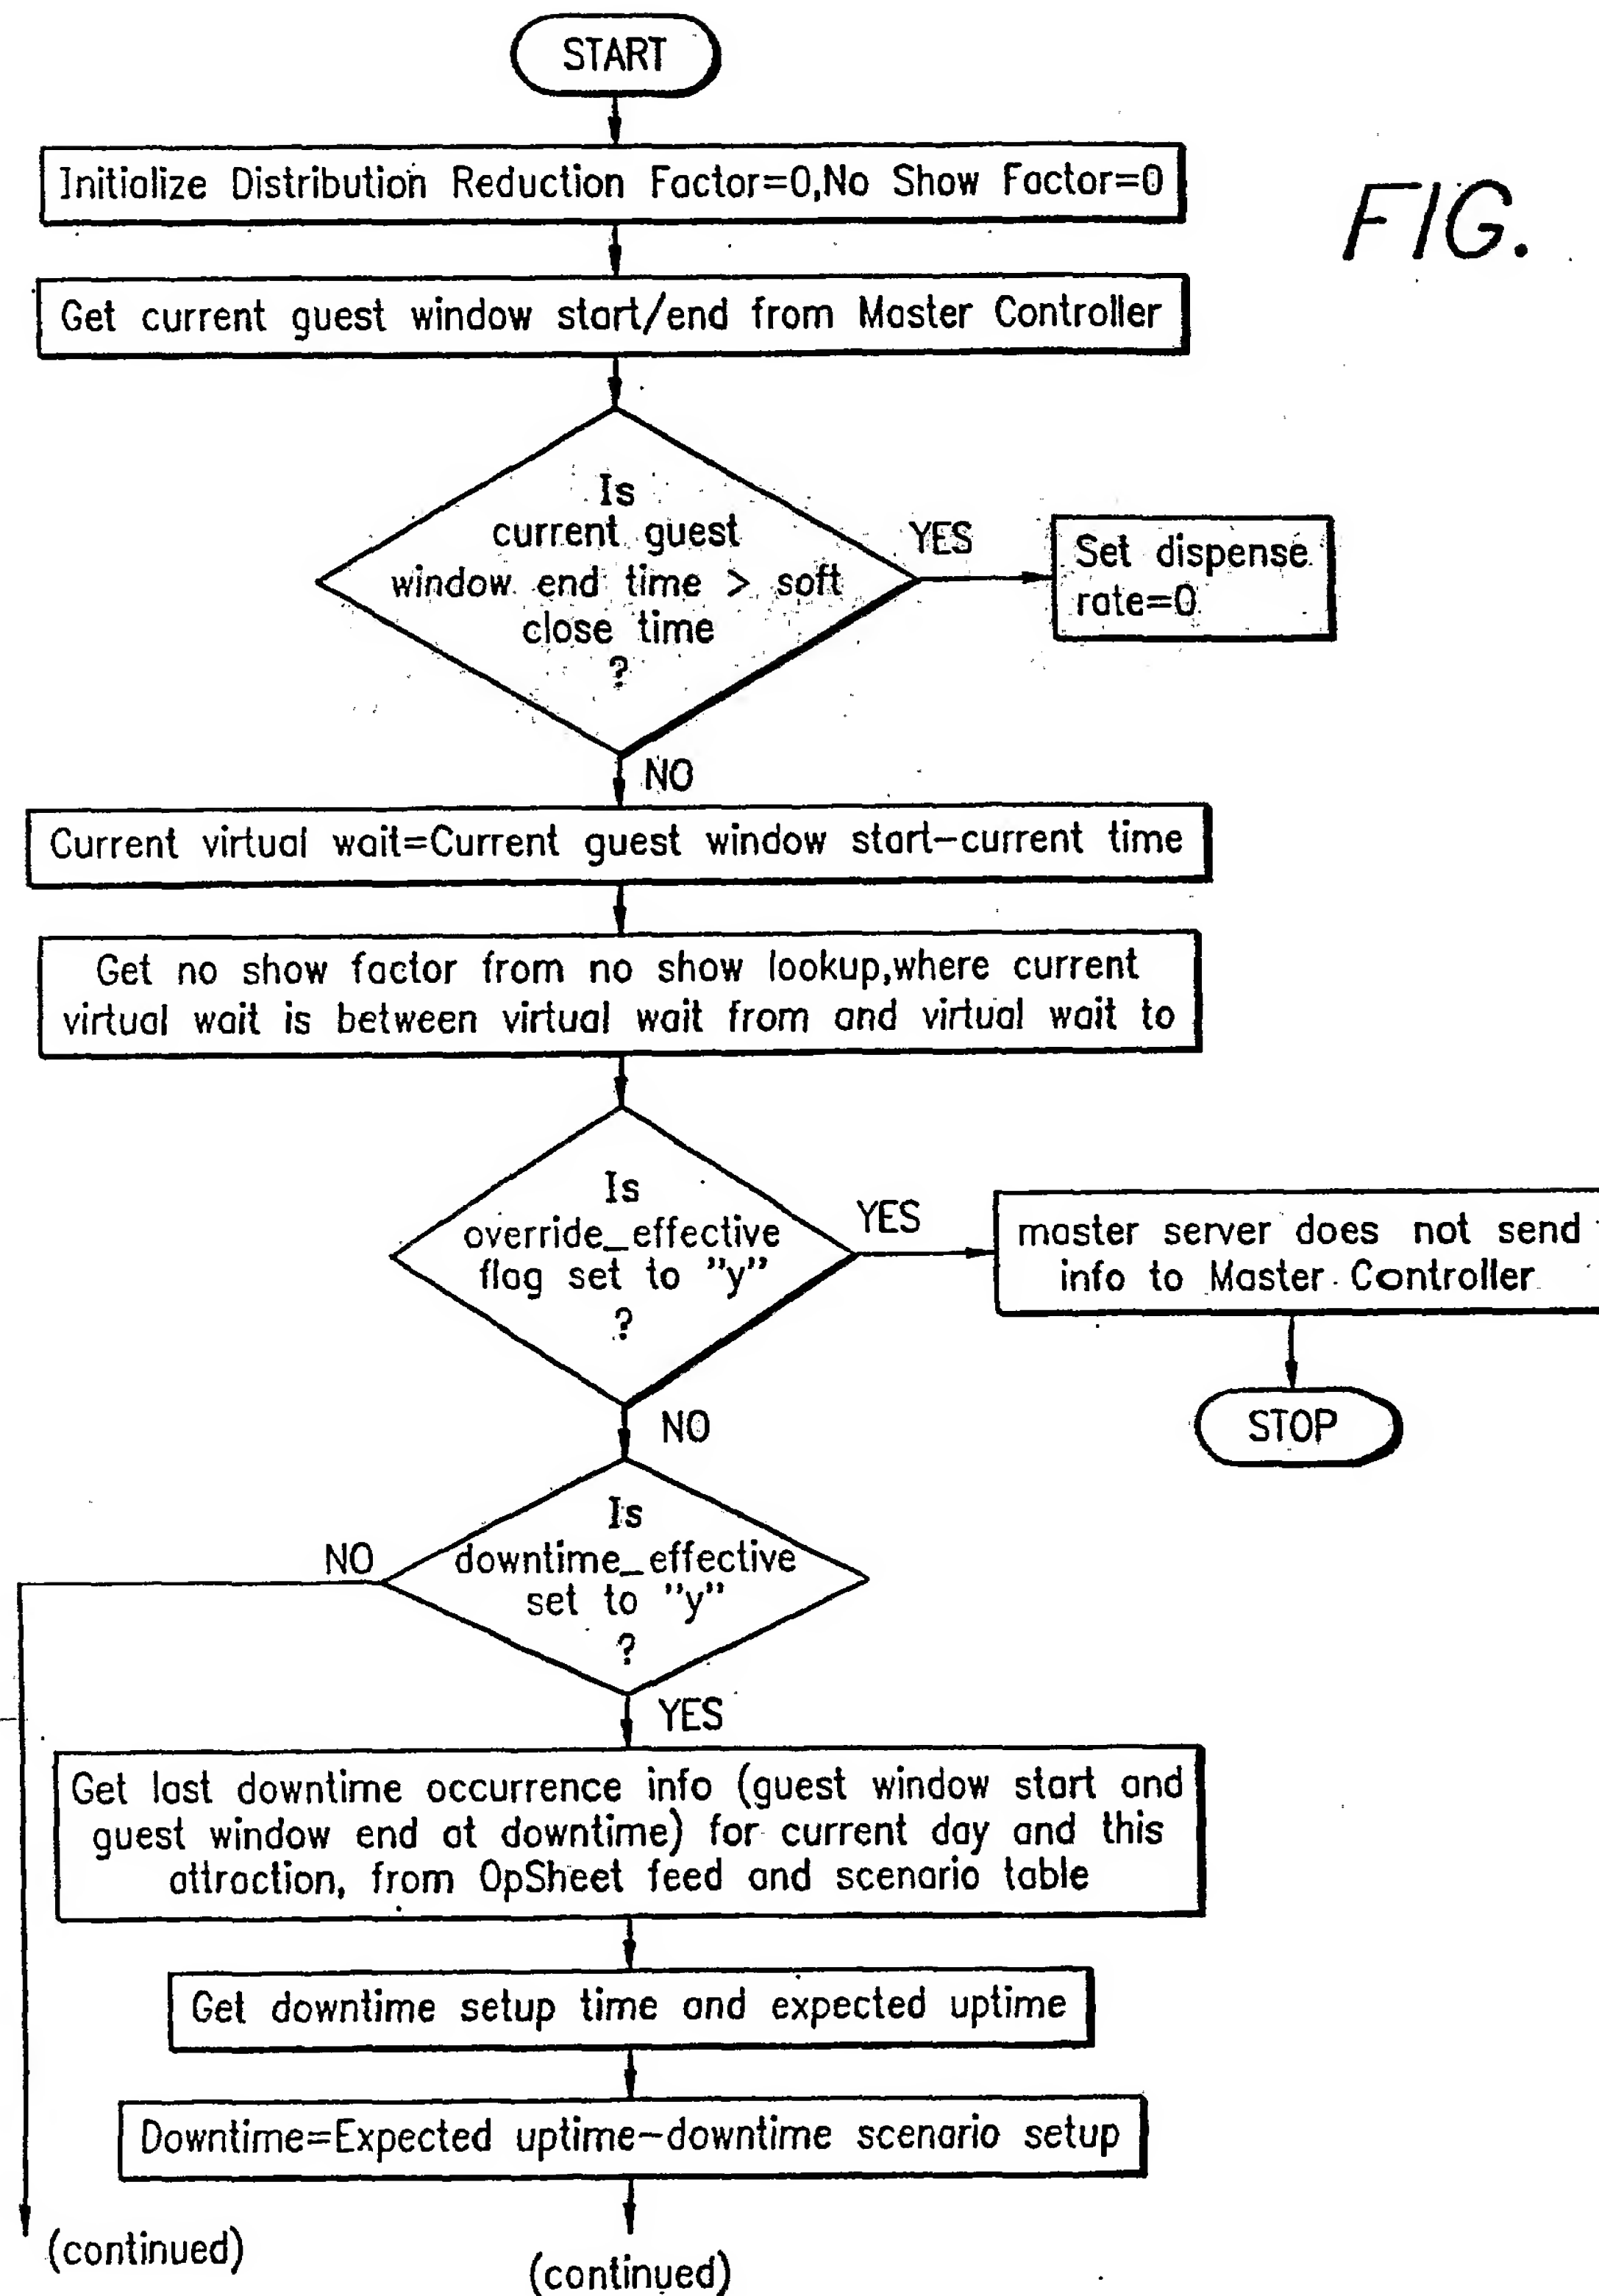 START
Initialize Distribution Reduction Factor=0,No Show Factor=0
FIG.
Get current guest window start/end from Master Controller
Is
current guest
window end time > soft
close time
?
YES
Set dispense
rate=0
NO
Current virtual wait=Current guest window start-current time
Get no show factor from no show lookup,where current
virtual wait is between virtual wait from and virtual wait to
Is
override_effective
flag set to "y"
?
YES
master server does not send
info to Master Controller
STOP
NO
Is
downtime_effective
set to "y"
?
NO
YES
Get last downtime occurrence info (guest window start and
guest window end at downtime) for current day and this
attraction, from OpSheet feed and scenario table
Get downtime setup time and expected uptime
Downtime=Expected uptime-downtime scenario setup
(continued)
(continued)